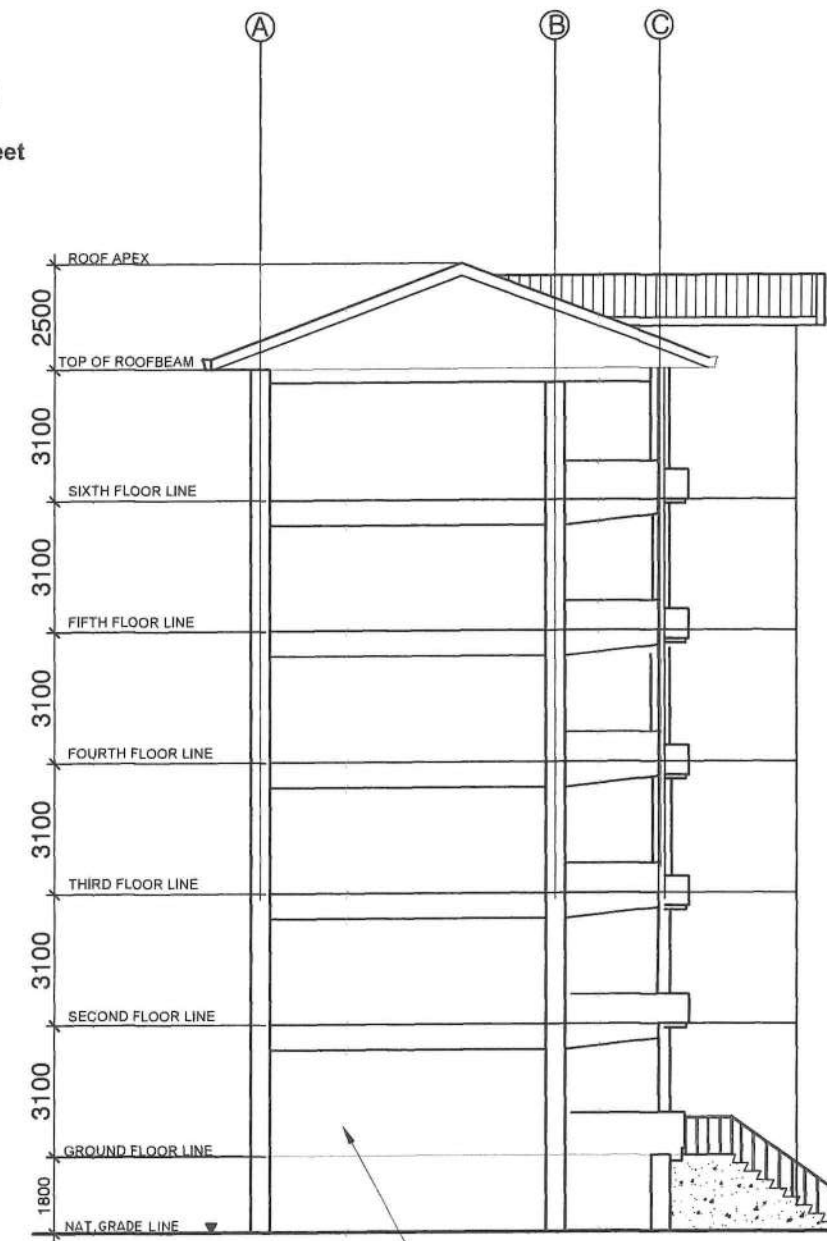 A
B
C
eet
ROOF APEX
2500
TOP OF ROOFBEAM
3100
SIXTH FLOOR LINE
3100
FIFTH FLOOR LINE
3100
FOURTH FLOOR LINE
3100
THIRD FLOOR LINE
3100
SECOND FLOOR LINE
3100
GROUND FLOOR LINE
1800
NAT.GRADE LINE